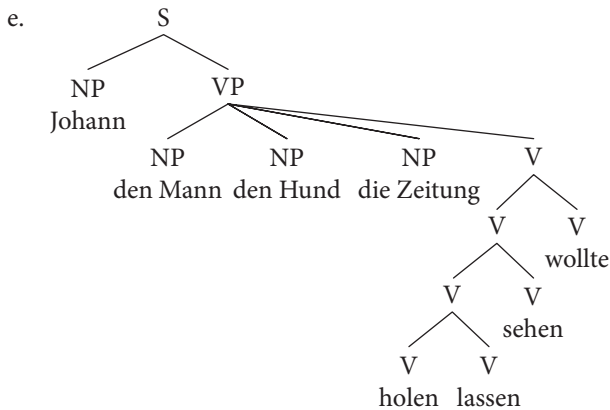 e. S
NP VP
Johann
NP NP NP V
den Mann den Hund die Zeitung
V V
wollte
V V
sehen
V V
holen lassen